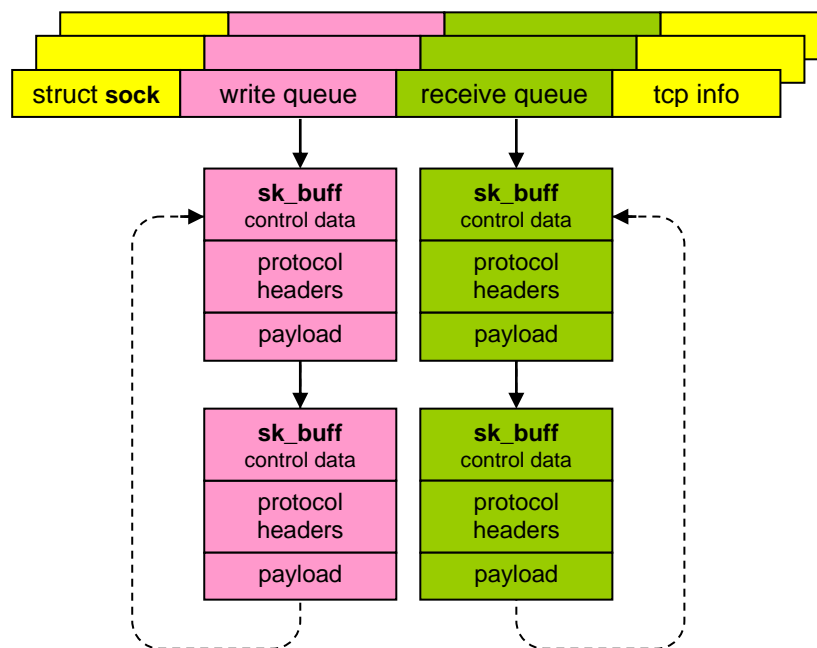 struct sock
write queue
receive queue
tcp info
sk_buff
control data
protocol
headers
payload
sk_buff
control data
protocol
headers
payload
sk_buff
control data
protocol
headers
payload
sk_buff
control data
protocol
headers
payload